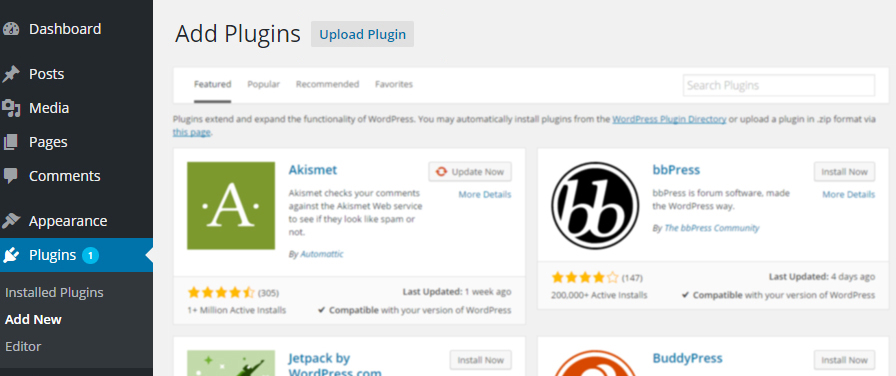 Dashboard
Posts
Media
Pages
Comments
Appearance
Plugins 1
Installed Plugins
Add New
Editor
Add Plugins Upload Plugin
Featured Popular Recommended Favorites Search Plugins
Plugins extend and expand the functionality of WordPress. You may automatically install plugins from the WordPress Plugin Directory or upload a plugin in .zip format via
this page.
·A·
Akismet
Update Now
More Details
Akismet checks your comments
against the Akismet Web service
to see if they look like spam or
not.
By Automattic
(305)
Last Updated: 1 week ago
1+ Million Active Installs
✔ Compatible with your version of WordPress
bb
bbPress
Install Now
More Details
bbPress is forum software, made
the WordPress way.
By The bbPress Community
(147)
Last Updated: 4 days ago
200,000+ Active Installs
✔ Compatible with your version of WordPress
Jetpack by
WordPress.com
Install Now
BuddyPress
Install Now